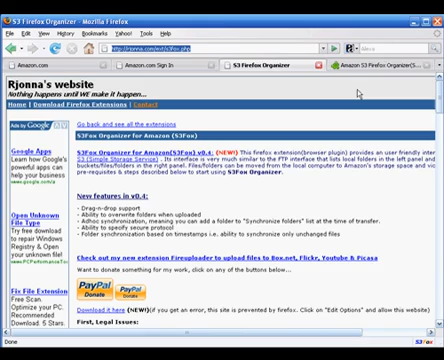 S3 Firefox Organizer - Mozilla Firefox
File Edit View History Bookmarks Tools Help
http://rjonna.com/ext/s3fox.php
Amazon.com
Amazon.com Sign In
S3 Firefox Organizer
Amazon S3 Firefox Organizer(S...
Rjonna's website
Nothing happens until WE make it happen...
Home | Download Firefox Extensions | Contact
Ads by Google
Go back and see all the extensions
S3Fox Organizer for Amazon (S3Fox)
Google Apps
Learn how Google's powerful apps can help your business
www.google.com/a
S3Fox Organizer for Amazon(S3Fox) v0.4: (NEW!) This firefox extension(browser plugin) provides an user friendly inter
S3 (Simple Storage Service) . Its interface is very much similar to the FTP interface that lists local folders in the left panel and
buckets/files/folders in the right panel. Files and folders can be moved from the local computer to Amazon's storage space and vic
pre-requisites & steps described below to start using S3Fox Organizer.
New features in v0.4:
- Drag-n-drop support
- Ability to overwrite folders when uploaded
- Adhoc synchronization, meaning you can add a folder to "Synchronize folders" list at the time of transfer.
- Ability to specify secure protocol
- Folder synchronization based on timestamps i.e. ability to synchronize only unchanged files
Open Unknown File Type
Try free download to repair Windows Registry & Open your unknown file.
Check out my new extension Fireuploader to upload files to Box.net, Flickr, Youtube & Picasa
Want to donate something for my work, click on any of the buttons below...
PayPal Donate
PayPal Donate
Fix File Extension
Free Scan.
Optimize your PC.
Recommended
Download. 5 Stars.
Download it here (NEW!)(if you get an error, this site is prevented by firefox. Click on "Edit Options" and allow this website)
First, Legal Issues:
Done
S3Fox